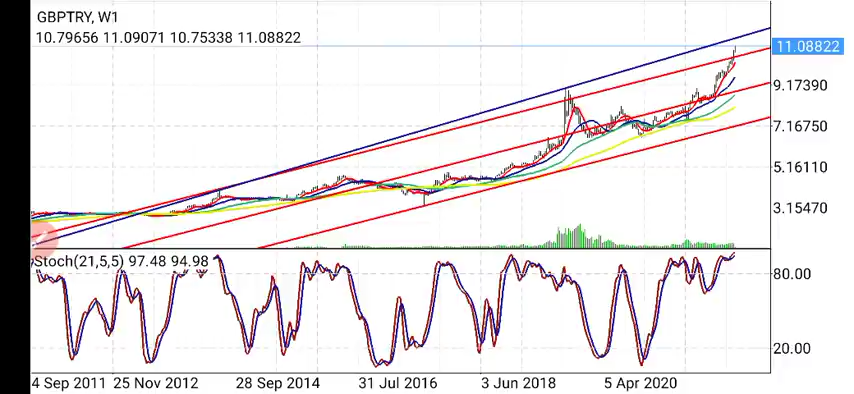 GBPTRY, W1
10.79656 11.09071 10.75338 11.08822
11.08822
9.17390
7.16750
5.16110
3.15470
Stoch(21,5,5) 97.48 94.98
80.00
20.00
4 Sep 2011 25 Nov 2012 28 Sep 2014 31 Jul 2016 3 Jun 2018 5 Apr 2020